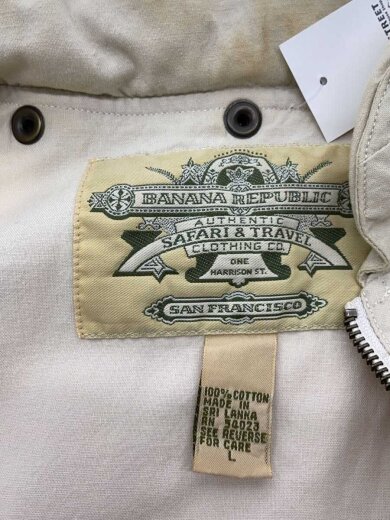 STREET
BANANA REPUBLIC
AUTHENTIC
SAFARI & TRAVEL
CLOTHING CO.
ONE
HARRISON ST.
SAN FRANCISCO
100% COTTON
MADE IN
SRI LANKA
RN 54023
SEE REVERSE
FOR CARE
L